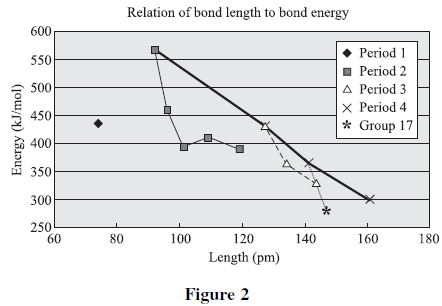 Relation of bond length to bond energy
600
550
500
450
400
350
300
250
Energy (kJ/mol)
Period 1
Period 2
Period 3
Period 4
Group 17
60 80 100 120 140 160 180
Length (pm)
Figure 2